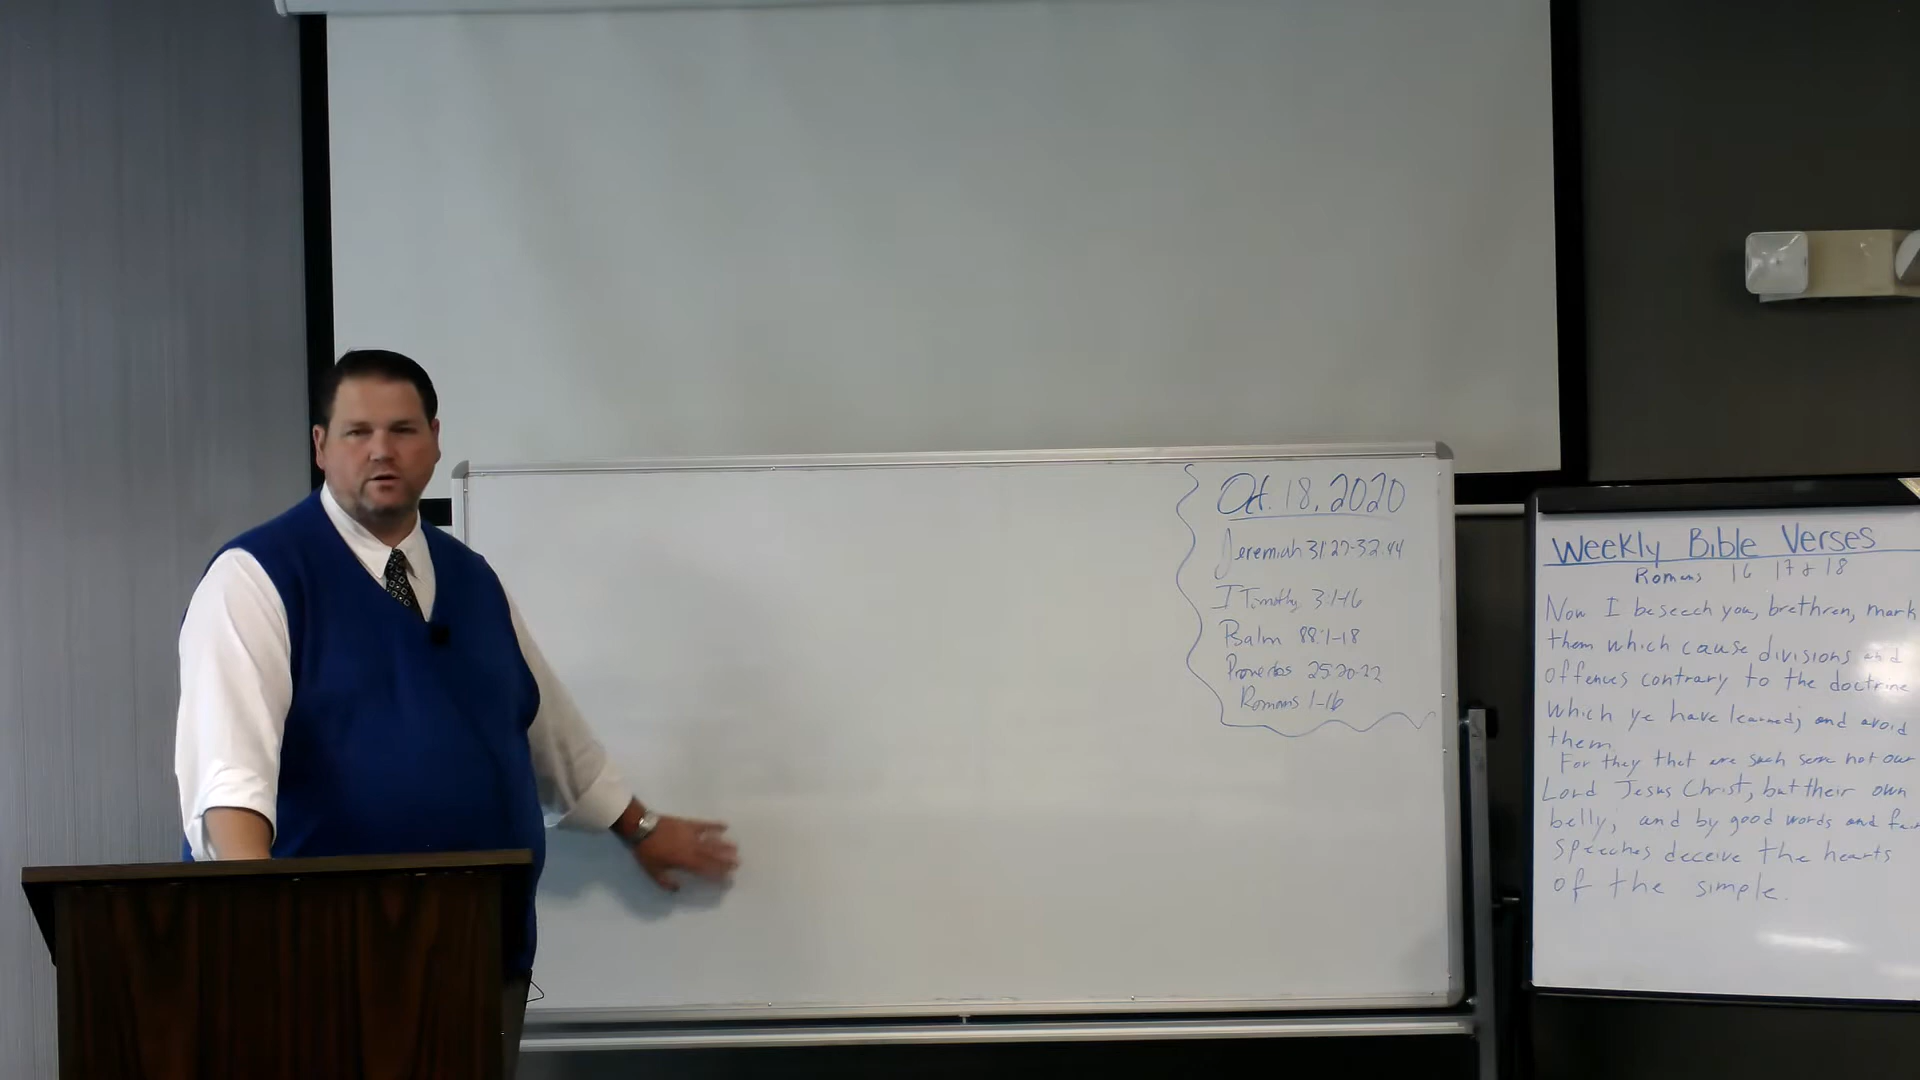 Oct. 18, 2020
Jeremiah 31:27-32:44
I Timothy 3:1-16
Psalm 88:1-18
Proverbs 25:20-22
Romans 1-16
Weekly Bible Verses
Romans 16 17 & 18
Now I beseech you, brethren, mark
them which cause divisions and
offences contrary to the doctrine
which ye have learned; and avoid
them.
For they that are such serve not our
Lord Jesus Christ, but their own
belly; and by good words and fair
speeches deceive the hearts
of the simple.